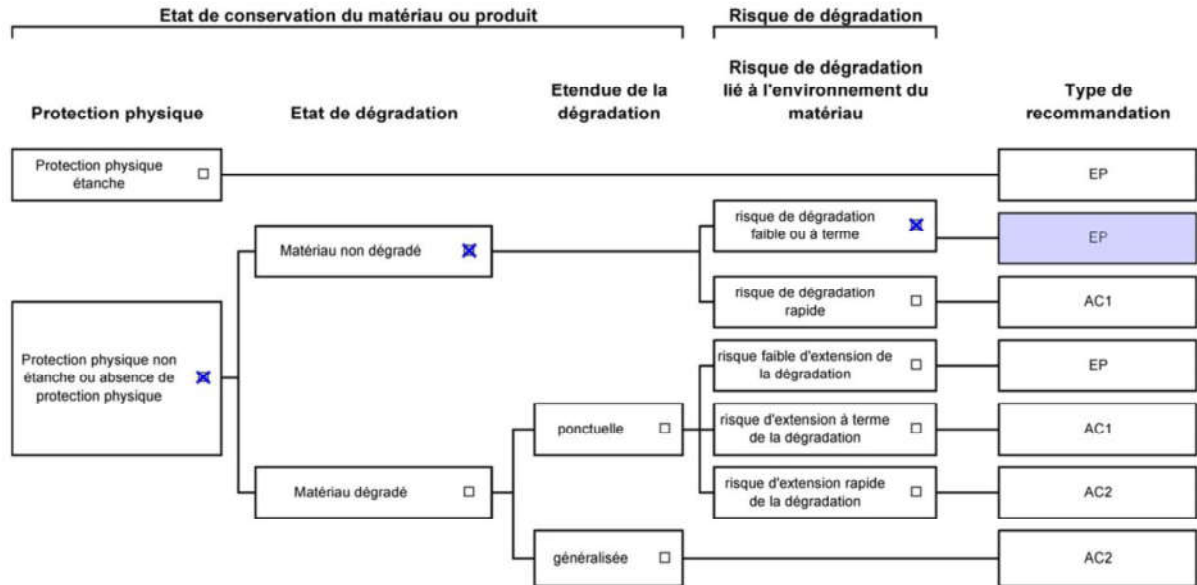 Etat de conservation du matériau ou produit
Risque de dégradation
Protection physique
Etat de dégradation
Etendue de la
dégradation
Risque de dégradation
lié à l'environnement du
matériau
Type de
recommandation
Protection physique
étanche
EP
risque de dégradation
faible ou à terme
Matériau non dégradé
EP
risque de dégradation
rapide
AC1
Protection physique non
étanche ou absence de
protection physique
risque faible d'extension de
la dégradation
EP
ponctuelle
risque d'extension à terme
de la dégradation
AC1
Matériau dégradé
risque d'extension rapide
de la dégradation
AC2
généralisée
AC2